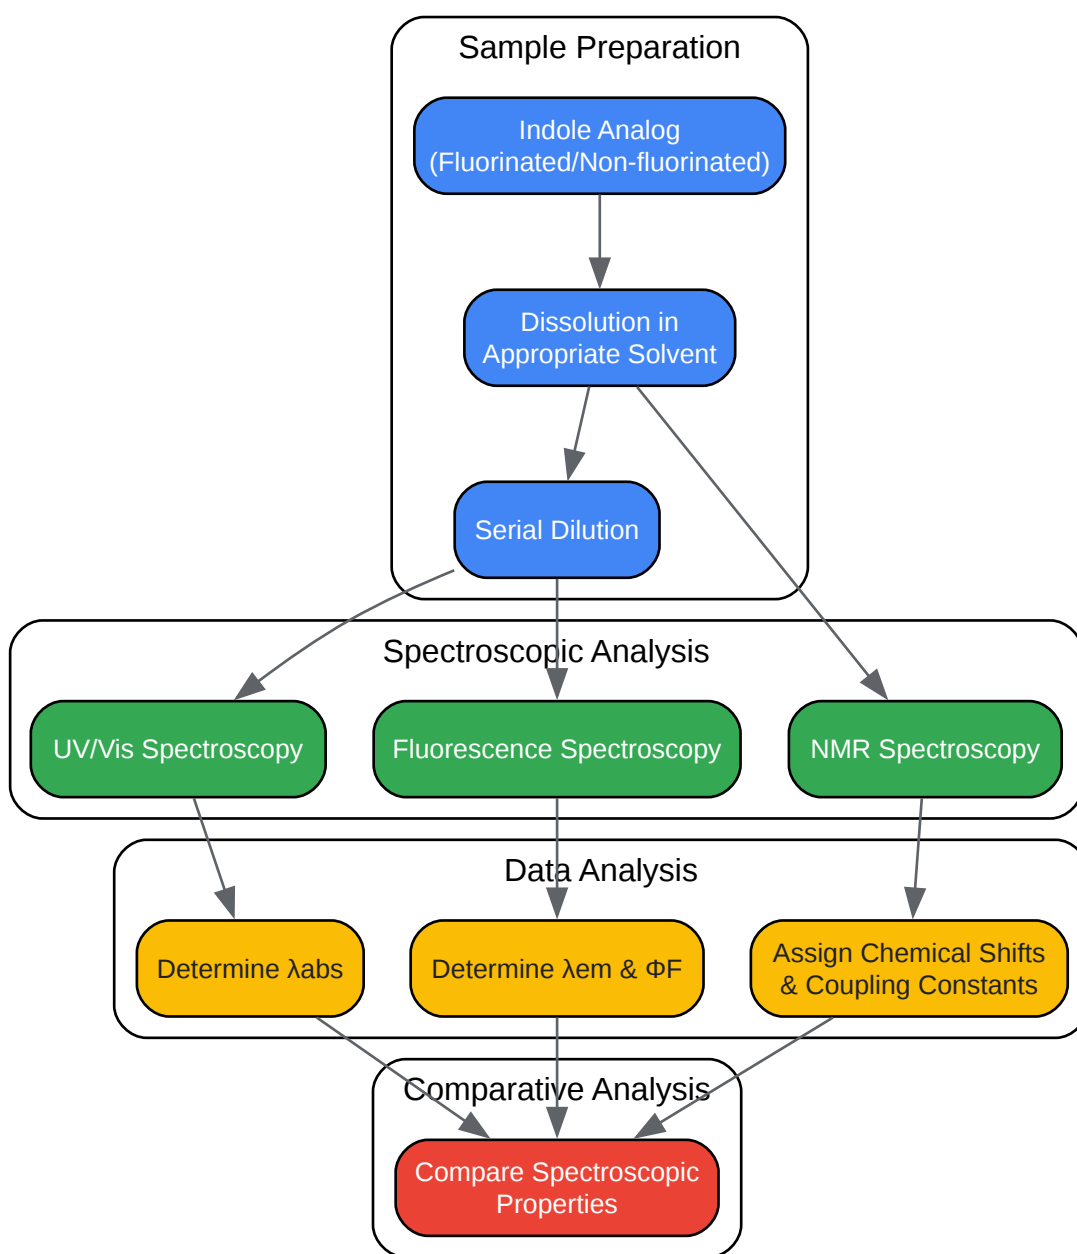 Sample Preparation
Indole Analog
(Fluorinated/Non-fluorinated)
Dissolution in
Appropriate Solvent
Serial Dilution
Spectroscopic Analysis
UV/Vis Spectroscopy
Fluorescence Spectroscopy
NMR Spectroscopy
Data Analysis
Determine λabs
Determine λem & ΦF
Assign Chemical Shifts
& Coupling Constants
Comparative Analysis
Compare Spectroscopic
Properties